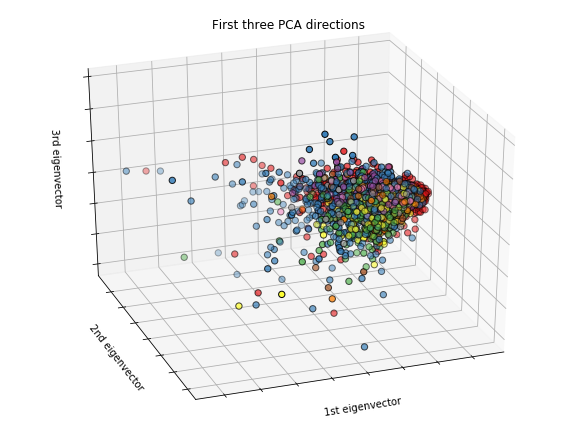 First three PCA directions
3rd eigenvector
2nd eigenvector
1st eigenvector